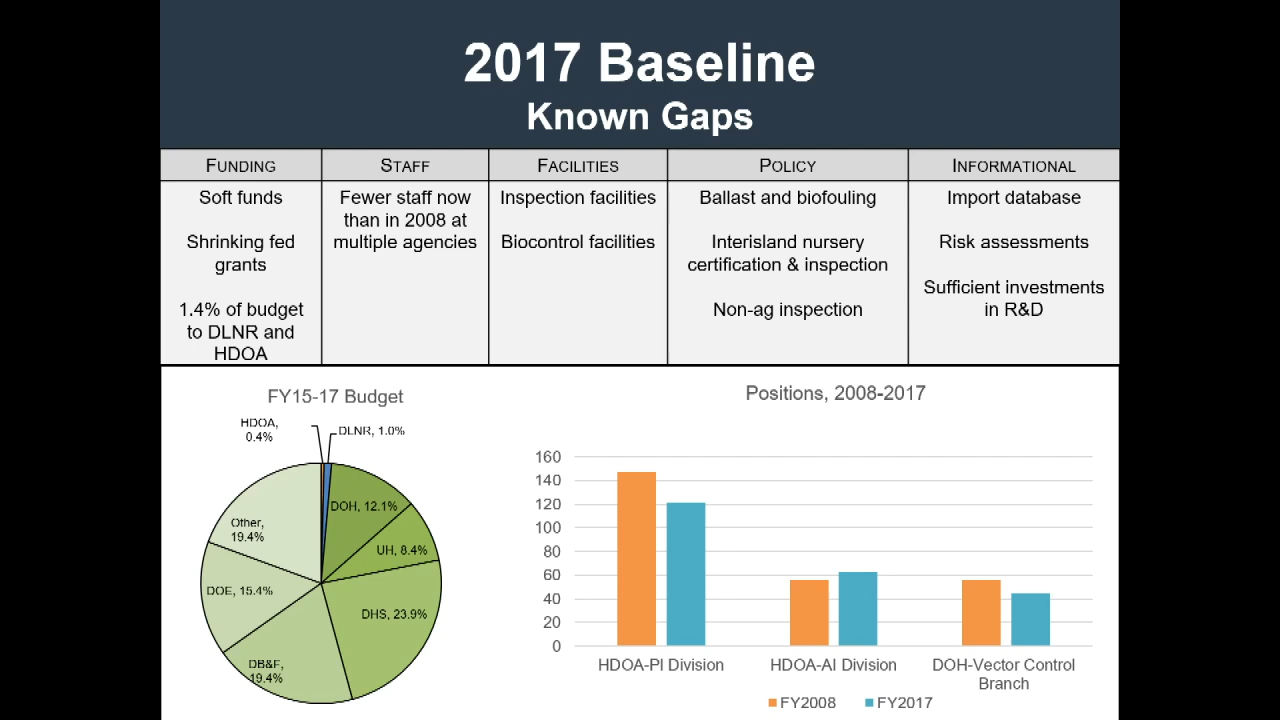 2017 Baseline
Known Gaps
FUNDING
STAFF
FACILITIES
POLICY
INFORMATIONAL
Soft funds
Shrinking fed
grants
1.4% of budget
to DLNR and
HDOA
Fewer staff now
than in 2008 at
multiple agencies
Inspection facilities
Biocontrol facilities
Ballast and biofouling
Interisland nursery
certification & inspection
Non-ag inspection
Import database
Risk assessments
Sufficient investments
in R&D
FY15-17 Budget
HDOA,
0.4%
DLNR, 1.0%
DOH, 12.1%
UH, 8.4%
DHS, 23.9%
DB&F,
19.4%
DOE, 15.4%
Other,
19.4%
Positions, 2008-2017
160
140
120
100
80
60
40
20
0
HDOA-PI Division
HDOA-AI Division
DOH-Vector Control
Branch
FY2008
FY2017